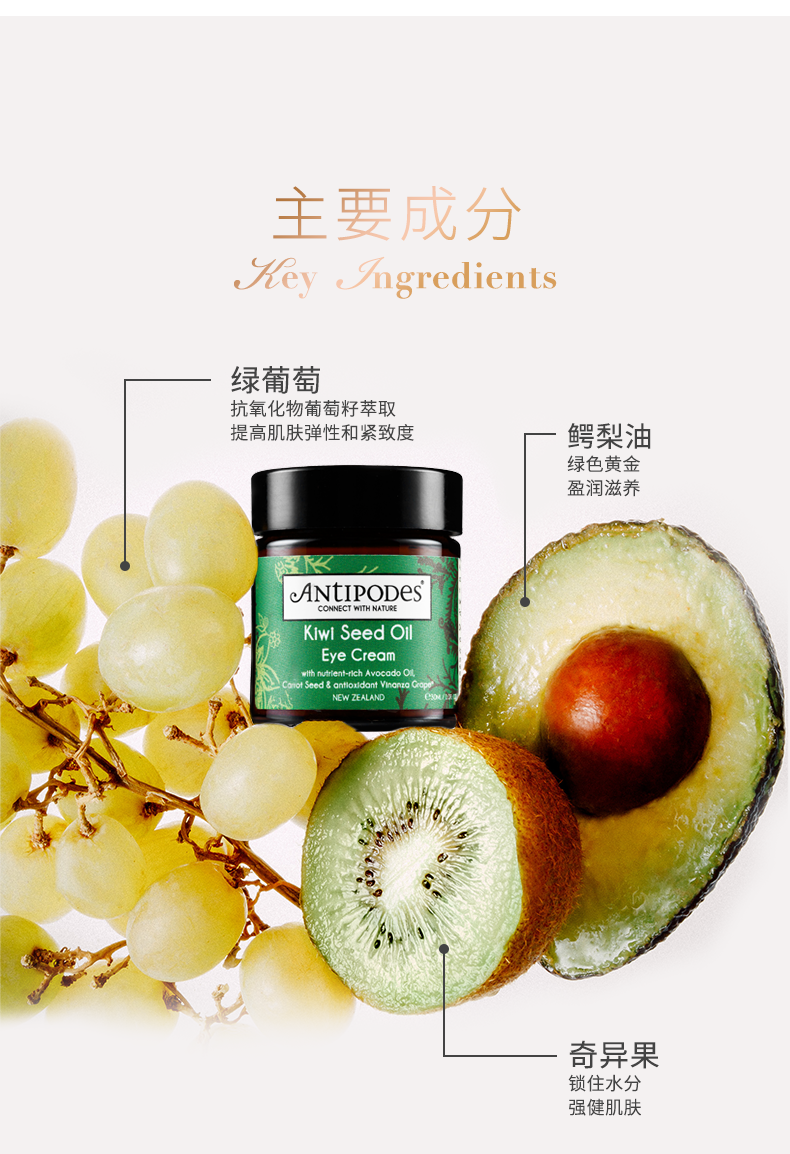 主要成分
Key Ingredients
绿葡萄
抗氧化物葡萄籽萃取
提高肌肤弹性和紧致度
鳄梨油
绿色黄金
盈润滋养
ANTIPODES®
CONNECT WITH NATURE
Kiwi Seed Oil
Eye Cream
with nutrient-rich Avocado Oil,
Carrot Seed & antioxidant Vinanza Grape
NEW ZEALAND
奇异果
锁住水分
强健肌肤